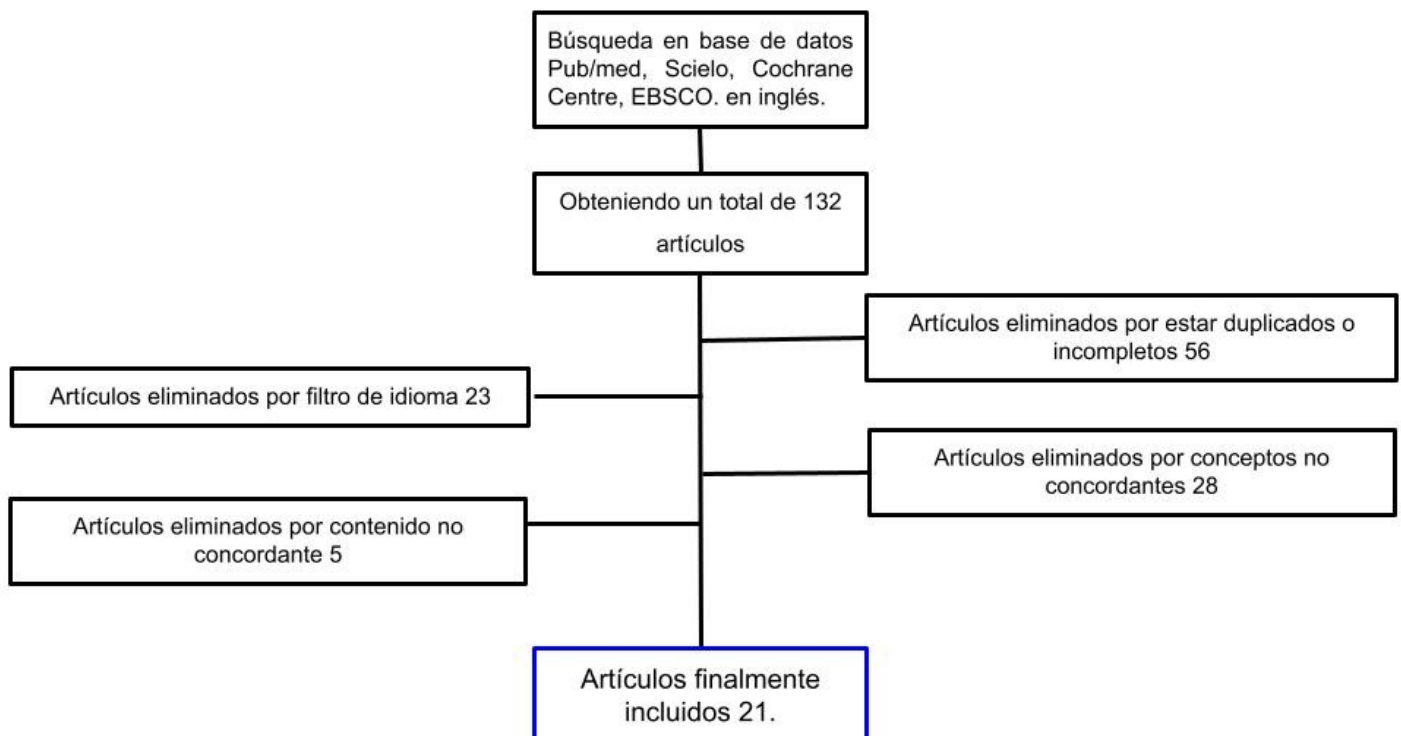 Búsqueda en base de datos
Pub/med, Scielo, Cochrane
Centre, EBSCO. en inglés.
Obteniendo un total de 132
artículos
Artículos eliminados por estar duplicados o
incompletos 56
Artículos eliminados por filtro de idioma 23
Artículos eliminados por conceptos no
concordantes 28
Artículos eliminados por contenido no
concordante 5
Artículos finalmente
incluidos 21.